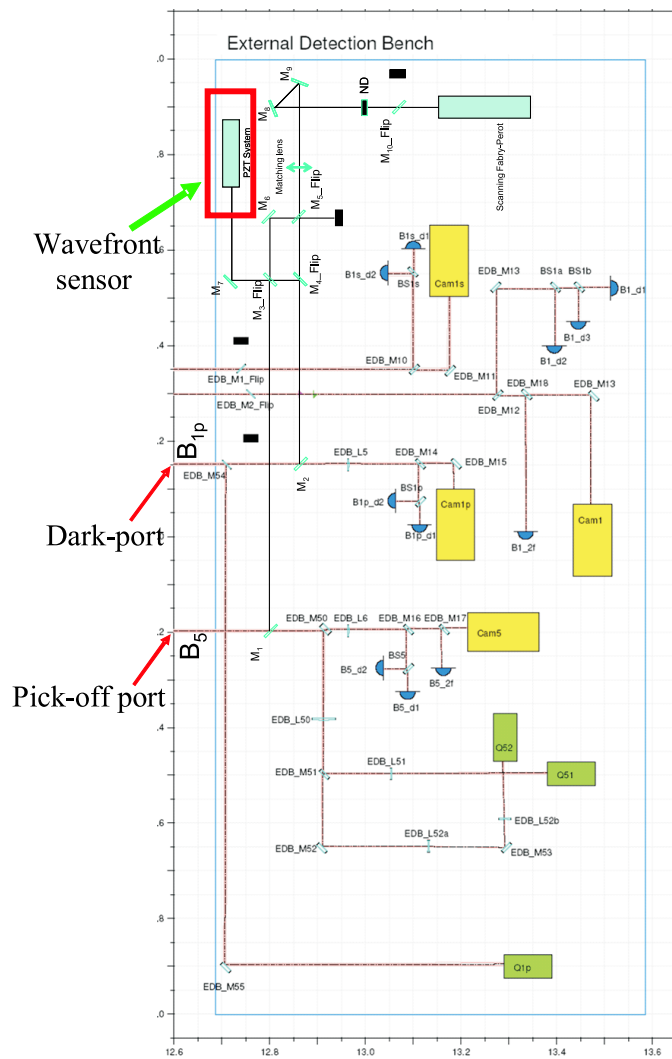 External Detection Bench
M9
M8
ND
M10_Flip
Scanning Fabry-Perot
PZT System
Matching lens
M6
M5_Flip
Wavefront
sensor
M7
M3_Flip
M4_Flip
B1s_d1
B1s_d2
BS1s
Cam1s
EDB_M13
BS1a
BS1b
B1_d1
B1_d3
B1_d2
EDB_M10
EDB_M11
EDB_M1_Flip
EDB_M18
EDB_M13
EDB_M2_Flip
EDB_M12
B1p
EDB_M54
M2
EDB_L5
EDB_M14
EDB_M15
BS1p
B1p_d2
B1p_d1
Cam1p
Cam1
B1_2f
Dark-port
B5
M1
EDB_M50
EDB_L6
EDB_M16
EDB_M17
Cam5
BS5
B5_d2
B5_2f
B5_d1
Pick-off port
EDB_L50
Q52
EDB_M51
EDB_L51
Q51
EDB_L52b
EDB_L52a
EDB_M52
EDB_M53
Q1p
EDB_M55
.0
.8
.6
.4
.2
.0
.2
.4
.6
.8
.0
12.6
12.8
13.0
13.2
13.4
13.6